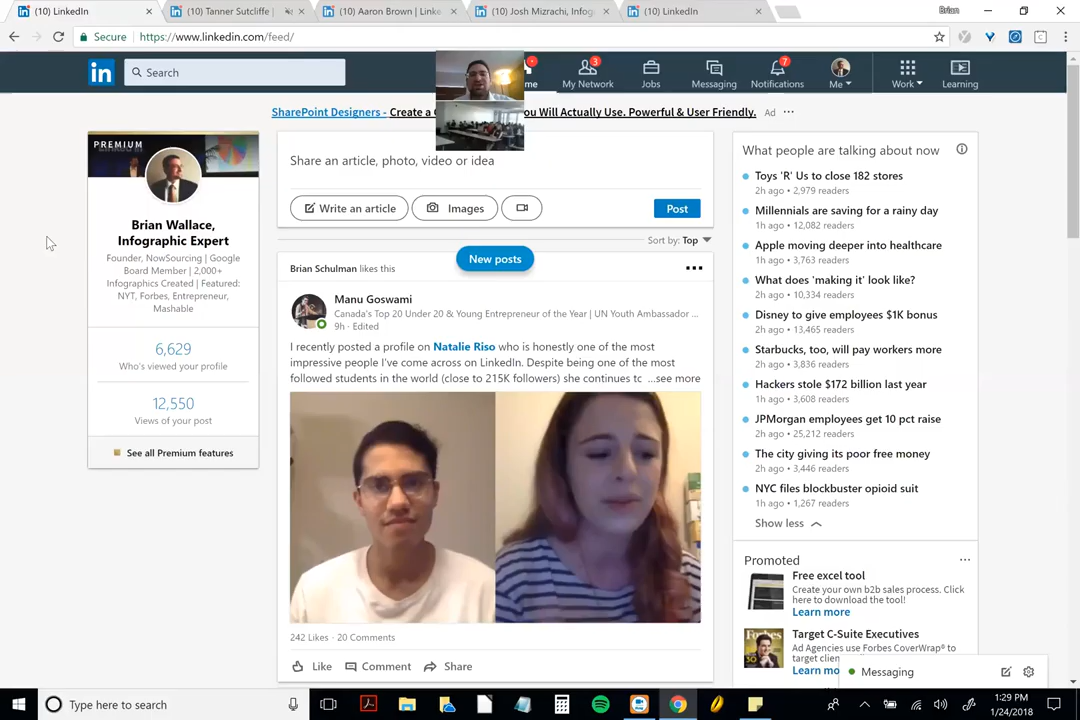 (10) LinkedIn
(10) Tanner Sutcliffe |
(10) Aaron Brown | Linke
(10) Josh Mizrachi, Infog
(10) LinkedIn
Brian
Secure
https://www.linkedin.com/feed/
in
Search
My Network
3
Jobs
Messaging
Notifications
7
Me
Work
Learning
SharePoint Designers - Create a
ou Will Actually Use. Powerful & User Friendly.
Ad
PREMIUM
Brian Wallace,
Infographic Expert
Founder, NowSourcing | Google
Board Member | 2,000+
Infographics Created | Featured:
NYT, Forbes, Entrepreneur,
Mashable
6,629
Who's viewed your profile
12,550
Views of your post
See all Premium features
Share an article, photo, video or idea
Write an article
Images
Post
Sort by: Top
New posts
Brian Schulman likes this
Manu Goswami
Canada's Top 20 Under 20 & Young Entrepreneur of the Year | UN Youth Ambassador ...
9h · Edited
I recently posted a profile on Natalie Riso who is honestly one of the most
impressive people I've come across on LinkedIn. Despite being one of the most
followed students in the world (close to 215K followers) she continues tc ...see more
242 Likes · 20 Comments
Like
Comment
Share
What people are talking about now
Toys 'R' Us to close 182 stores
2h ago • 2,979 readers
Millennials are saving for a rainy day
1h ago • 12,082 readers
Apple moving deeper into healthcare
1h ago • 3,763 readers
What does 'making it' look like?
2h ago • 10,334 readers
Disney to give employees $1K bonus
2h ago • 13,465 readers
Starbucks, too, will pay workers more
2h ago • 3,836 readers
Hackers stole $172 billion last year
1h ago • 3,608 readers
JPMorgan employees get 10 pct raise
2h ago • 25,212 readers
The city giving its poor free money
2h ago • 3,446 readers
NYC files blockbuster opioid suit
1h ago • 1,267 readers
Show less
Promoted
Free excel tool
Create your own b2b sales process. Click
here to download the tool!
Learn more
Forbes
Target C-Suite Executives
Ad Agencies use Forbes CoverWrap® to
target clien
Learn mo
Messaging
Type here to search
1:29 PM
1/24/2018